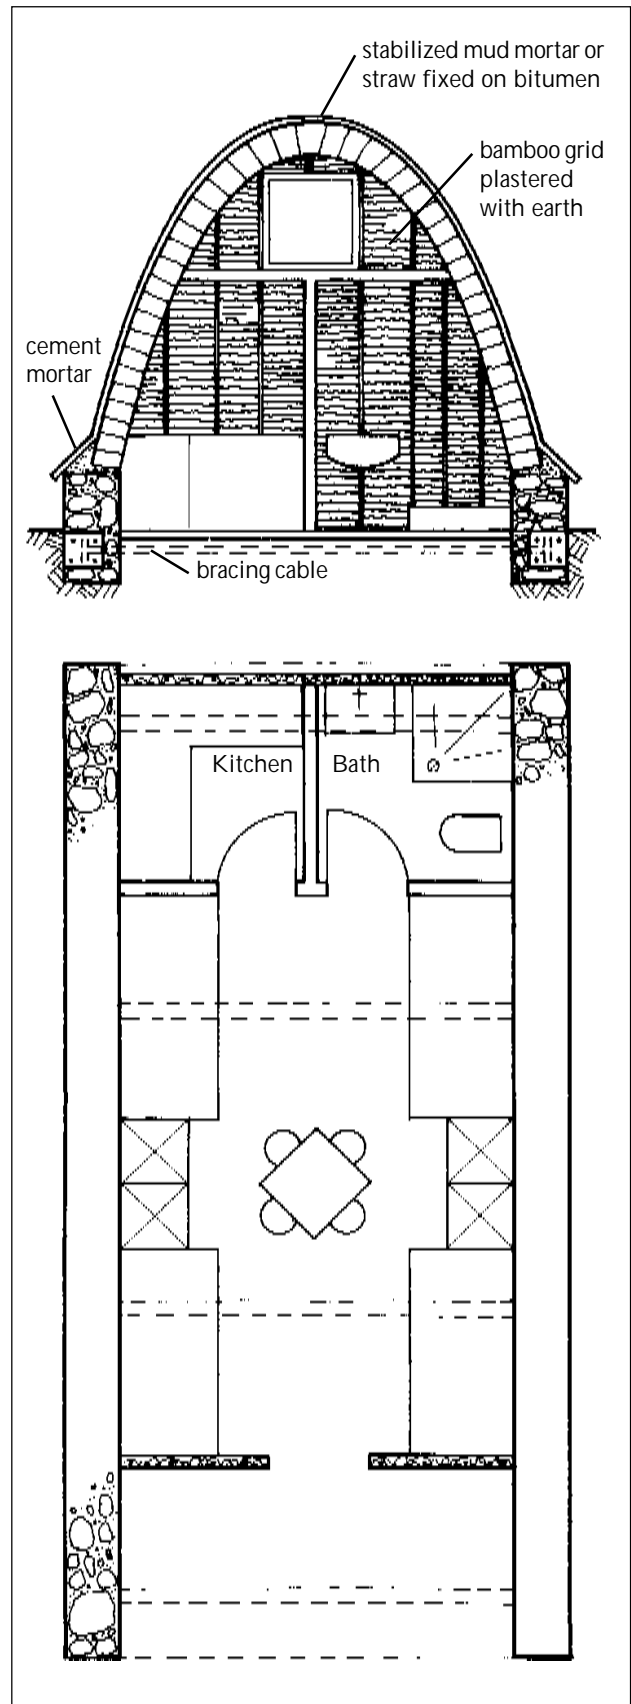 stabilized mud mortar or
straw fixed on bitumen
bamboo grid
plastered
with earth
cement
mortar
bracing cable
Kitchen
Bath